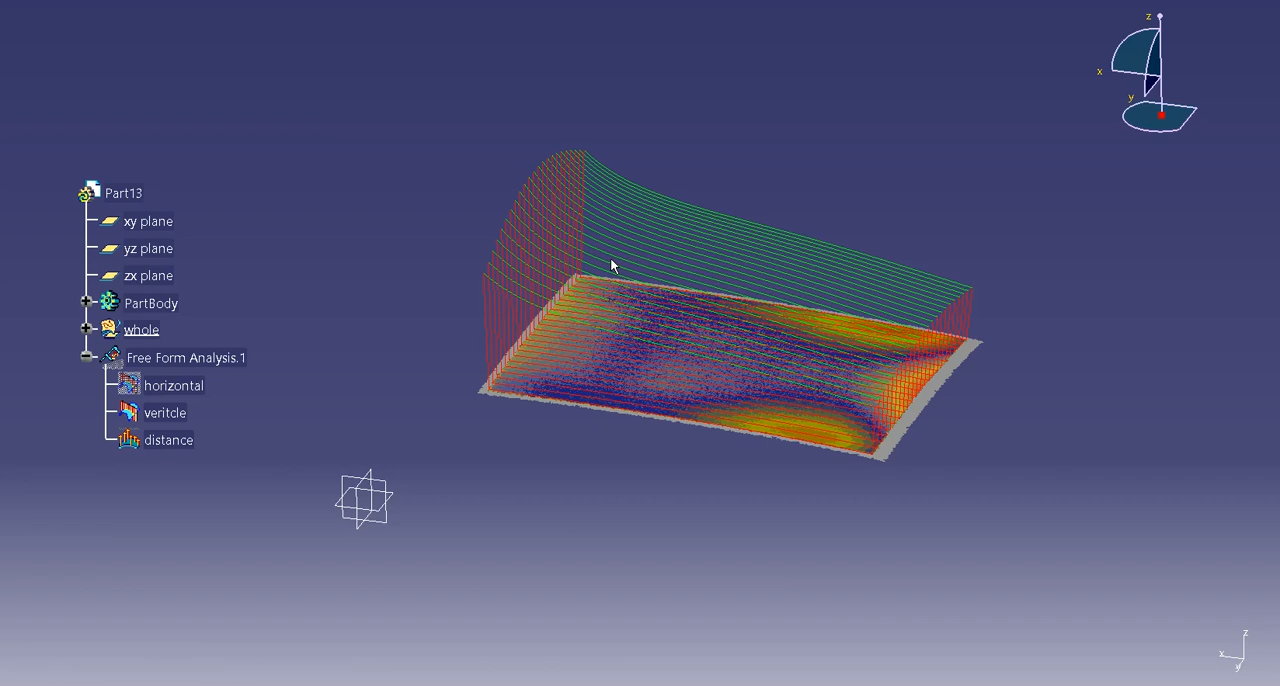 z
x
y
Part13
xy plane
yz plane
zx plane
PartBody
whole
Free Form Analysis.1
horizontal
veritcle
distance
z
x
y